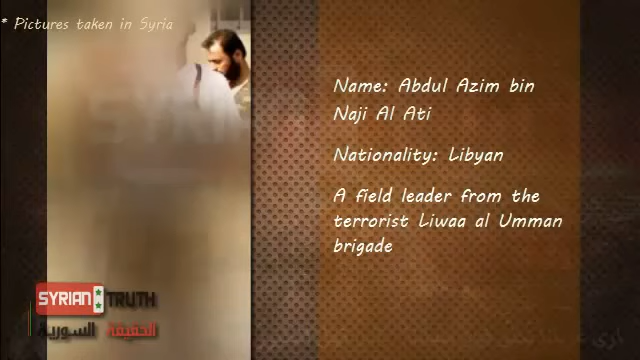 * Pictures taken in Syria
Name: Abdul Azim bin
Naji Al Ati
Nationality: Libyan
A field leader from the
terrorist Liwaa al Umman
brigade
SYRIAN TRUTH
الحقيقة السورية